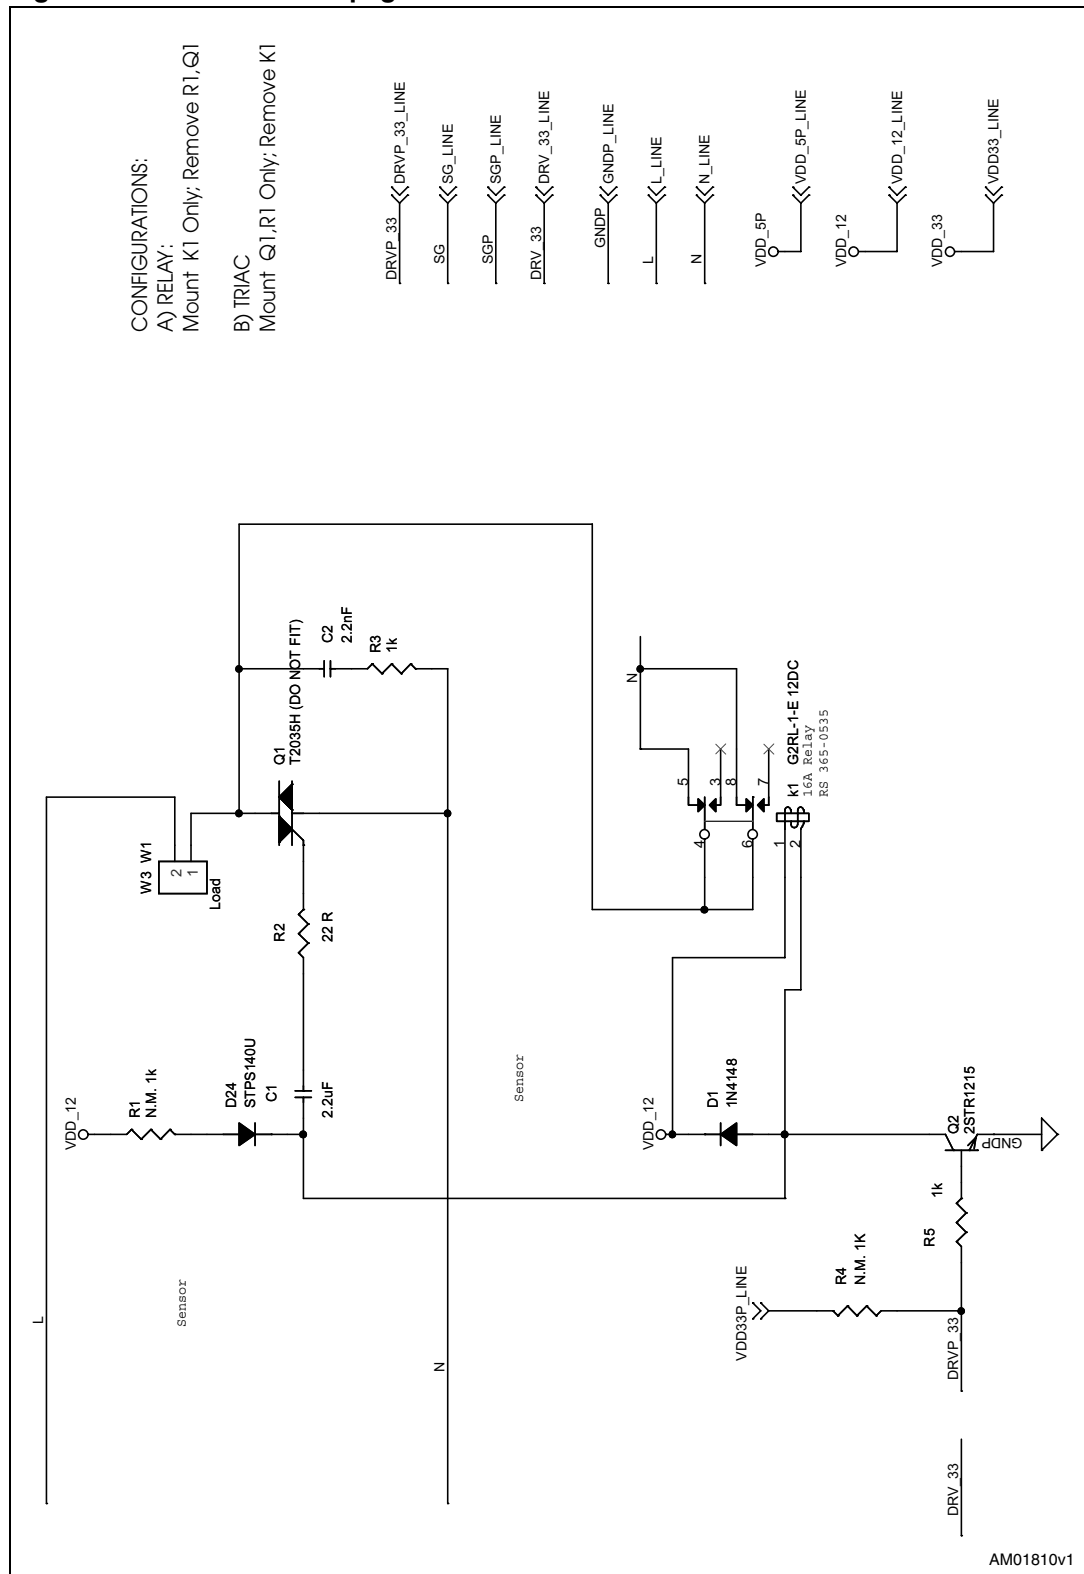 CONFIGURATIONS:
A) RELAY:
Mount K1 Only; Remove R1,Q1
B) TRIAC
Mount Q1,R1 Only; Remove K1
DRVP_33
DRVP_33_LINE
SG
SG_LINE
SGP
SGP_LINE
DRV_33
DRV_33_LINE
GNDP
GNDP_LINE
L
L_LINE
N
N_LINE
VDD_5P
VDD_5P_LINE
VDD_12
VDD_12_LINE
VDD_33
VDD33_LINE
L
W3 W1
2
1
Load
Q1
T2035H (DO NOT FIT)
C2
2.2nF
R3
1k
R2
22 R
VDD_12
R1
N.M. 1k
D24
STPS140U
C1
2.2uF
Sensor
Sensor
N
N
5
3
8
7
4
6
1
2
k1 G2RL-1-E 12DC
16A Relay
RS 365-0535
VDD_12
D1
1N4148
Q2
2STR1215
GNDP
1k
R5
VDD33P_LINE
R4
N.M. 1K
DRVP_33
DRV_33
AM01810v1